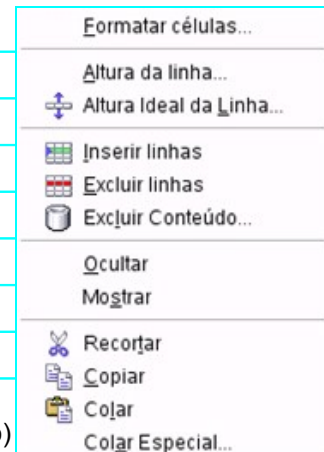 Formatar células...
Altura da linha...
Altura Ideal da Linha...
Inserir linhas
Excluir linhas
Excluir Conteúdo...
Ocultar
Mostrar
Recortar
Copiar
Colar
Colar Especial...